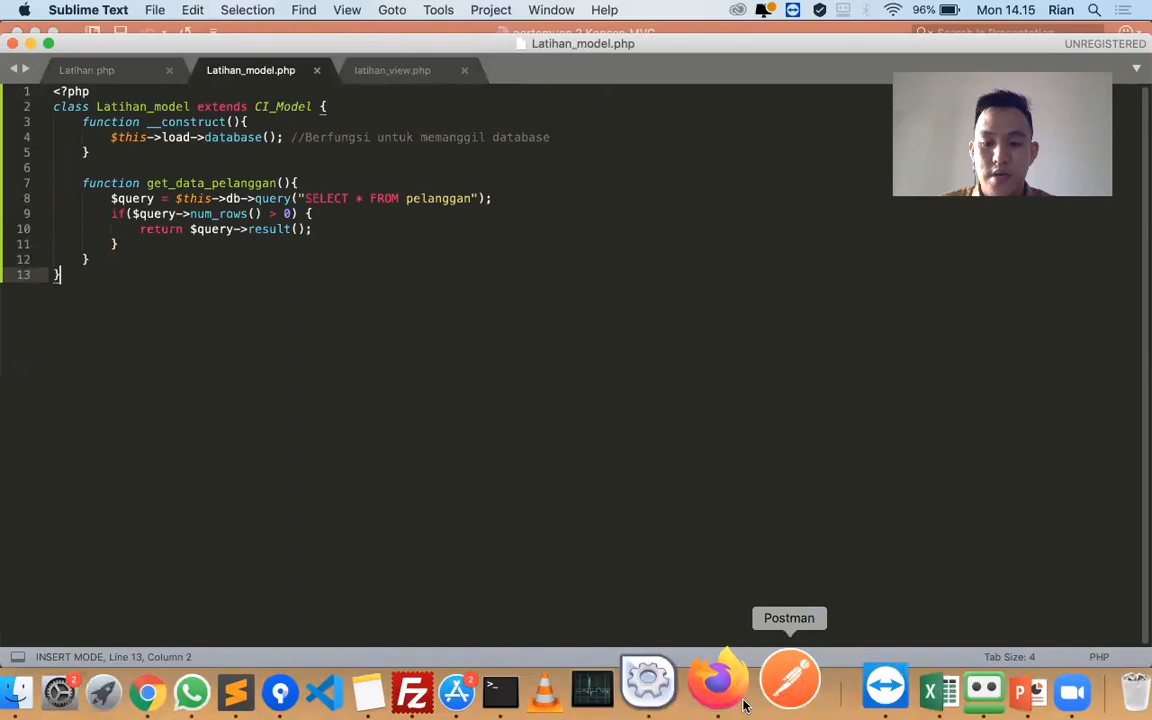 Sublime Text File Edit Selection Find View Goto Tools Project Window Help 96% Mon 14.15 Rian
Latihan_model.php UNREGISTERED
Latihan.php Latihan_model.php latihan_view.php
1 <?php
2 class Latihan_model extends CI_Model {
3 function __construct(){
4 $this->load->database(); //Berfungsi untuk memanggil database
5 }
6
7 function get_data_pelanggan(){
8 $query = $this->db->query("SELECT * FROM pelanggan");
9 if($query->num_rows() > 0) {
10 return $query->result();
11 }
12 }
13 }
Postman
INSERT MODE, Line 13, Column 2 Tab Size: 4 PHP
2
2